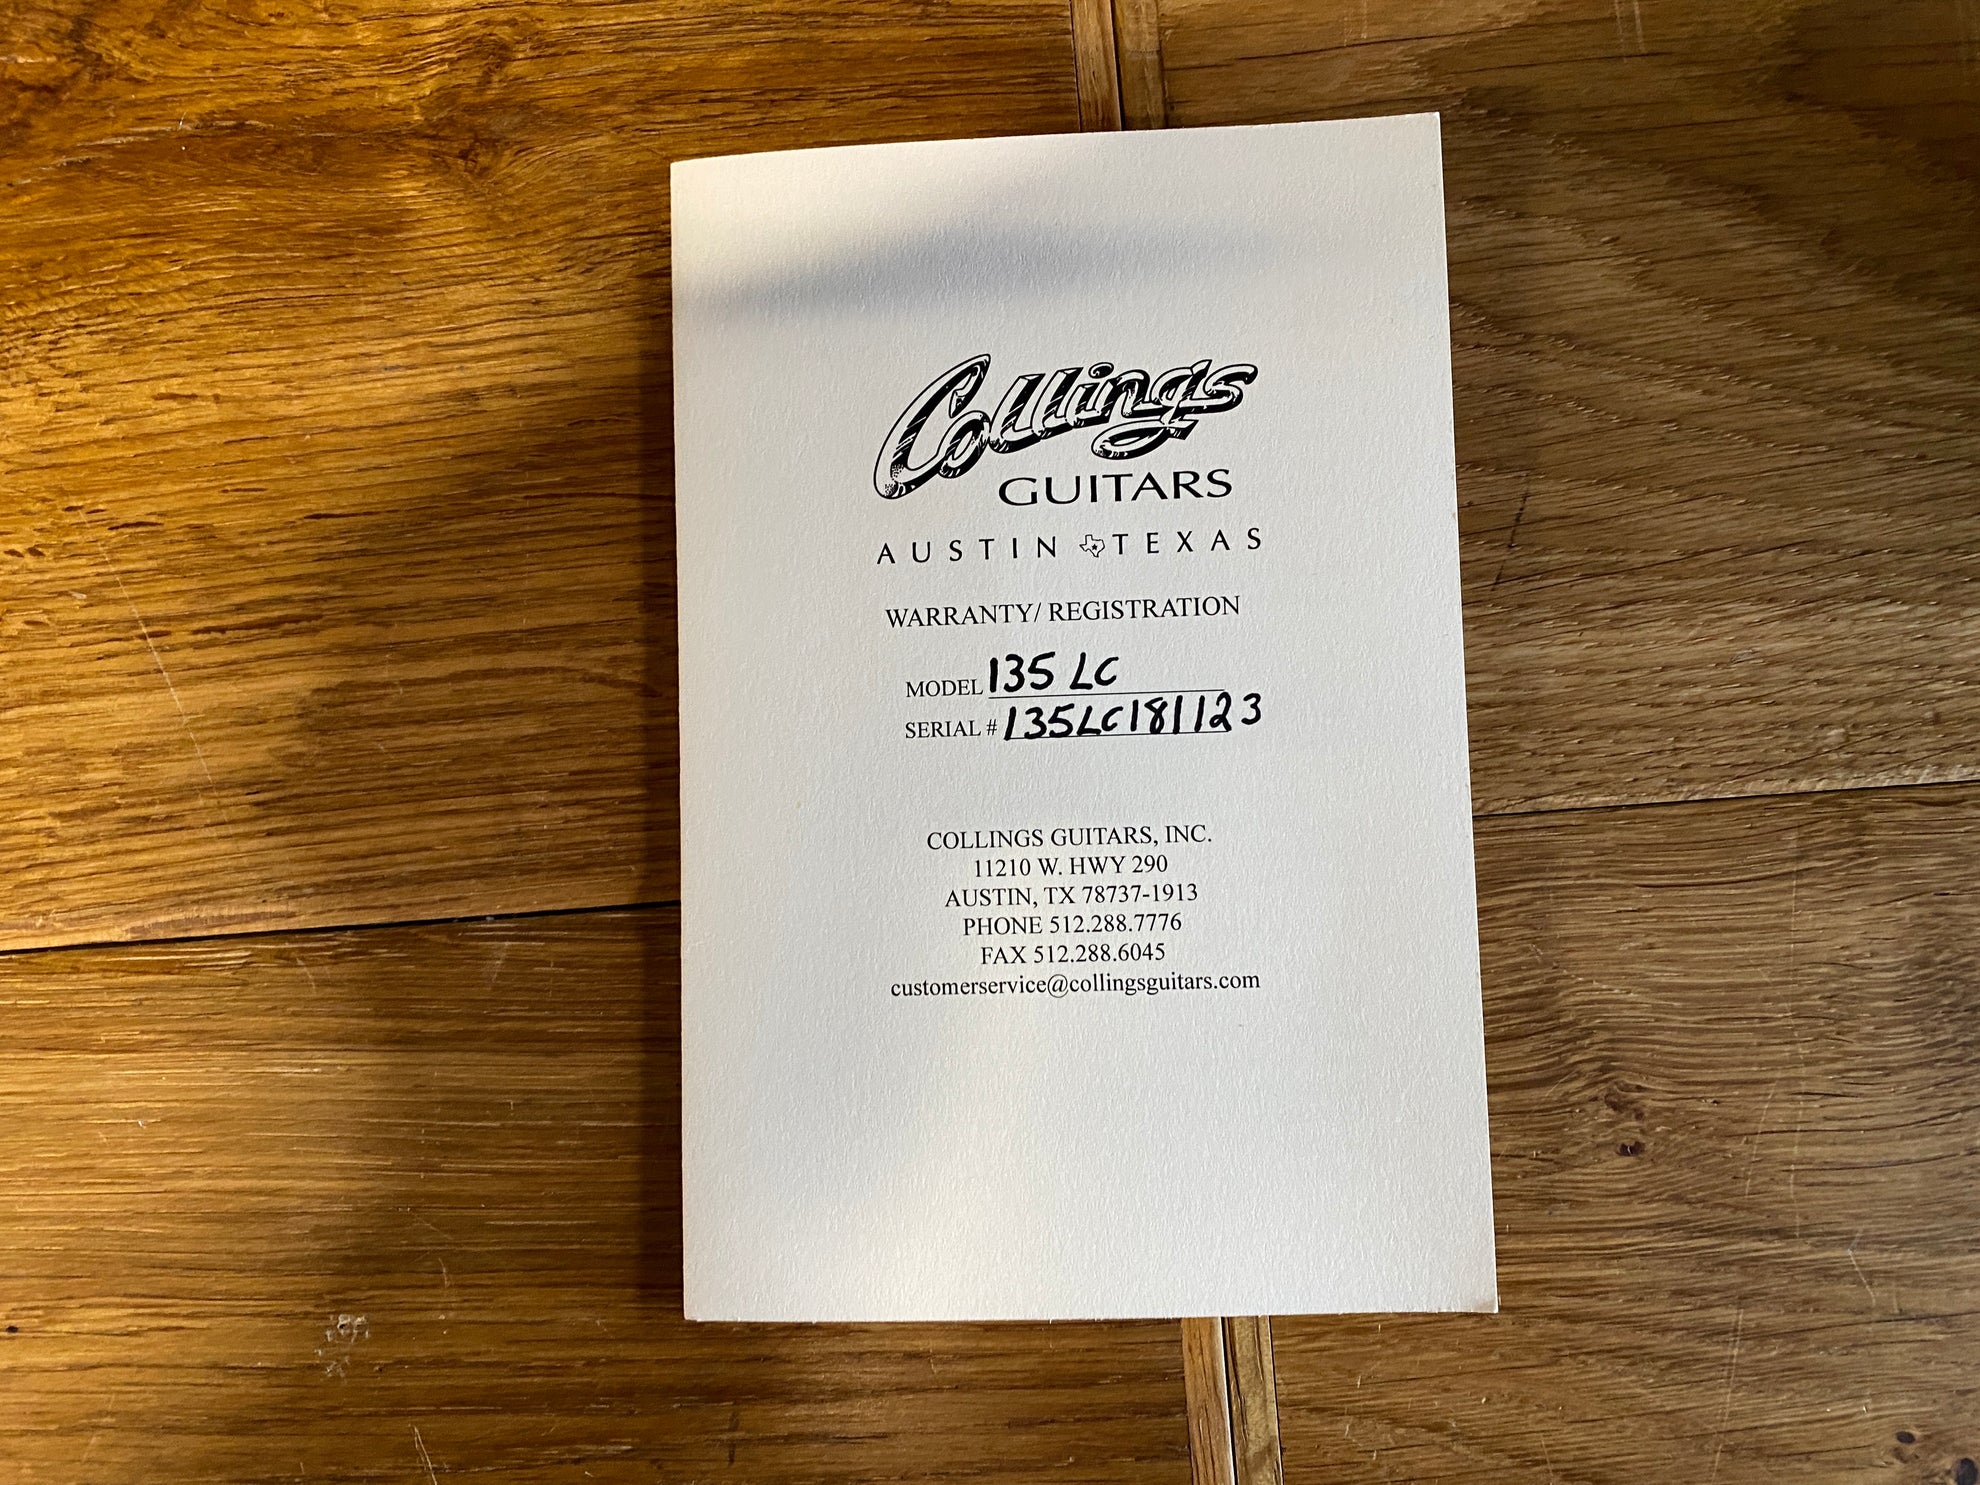 Collings
GUITARS
AUSTIN TEXAS
WARRANTY/ REGISTRATION
MODEL 135 LC
SERIAL # 135LC181123
COLLINGS GUITARS, INC.
11210 W. HWY 290
AUSTIN, TX 78737-1913
PHONE 512.288.7776
FAX 512.288.6045
customerservice@collingsguitars.com